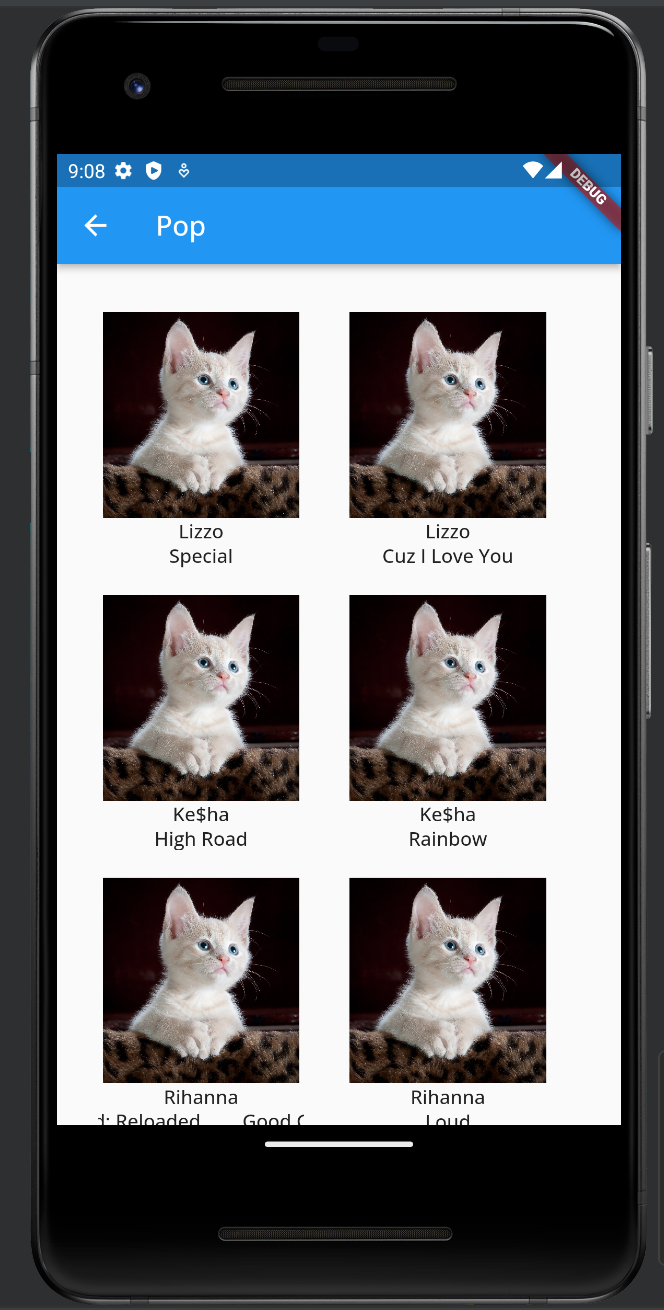 9:08
DEBUG
Pop
Lizzo
Special
Lizzo
Cuz I Love You
Ke$ha
High Road
Ke$ha
Rainbow
Rihanna
: Reloaded Good
Rihanna
Loud